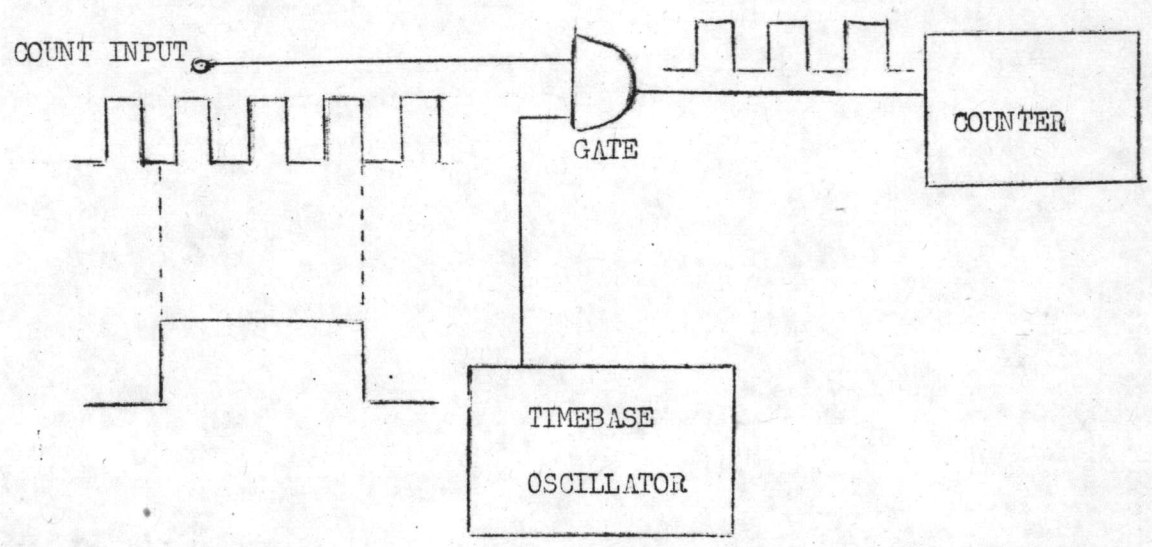 COUNT INPUT
GATE
COUNTER
TIMEBASE
OSCILLATOR